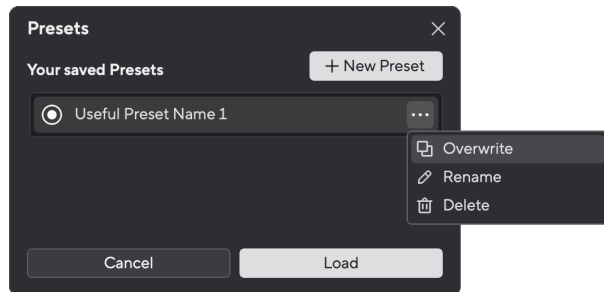 Presets
Your saved Presets
+ New Preset
Useful Preset Name 1
Overwrite
Rename
Delete
Cancel
Load